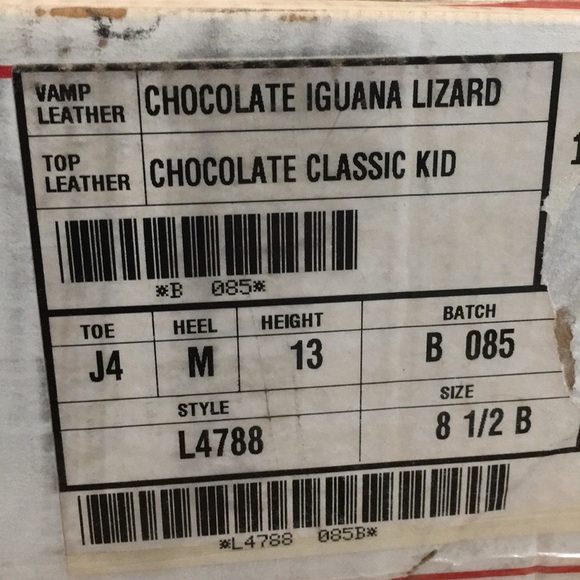 VAMP LEATHER CHOCOLATE IGUANA LIZARD
TOP LEATHER CHOCOLATE CLASSIC KID
*B 085*
TOE HEEL HEIGHT BATCH
J4 M 13 B 085
STYLE SIZE
L4788 8 1/2 B
*L4788 085B*